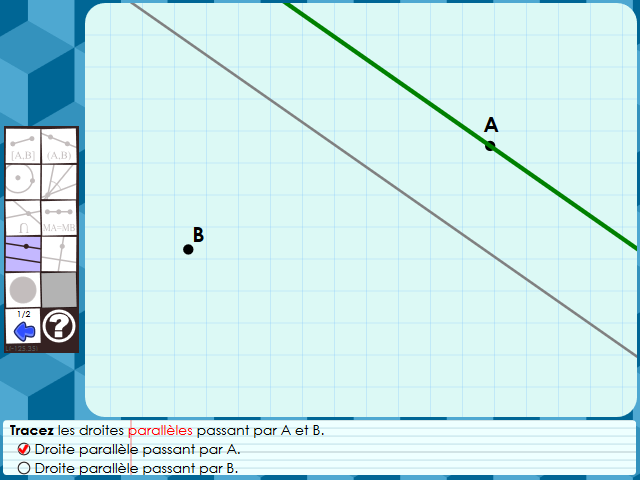 A
B
[A,B]
(A,B)
∩
MA=MB
1/2
?
Tracez les droites parallèles passant par A et B.
Droite parallèle passant par A.
Droite parallèle passant par B.